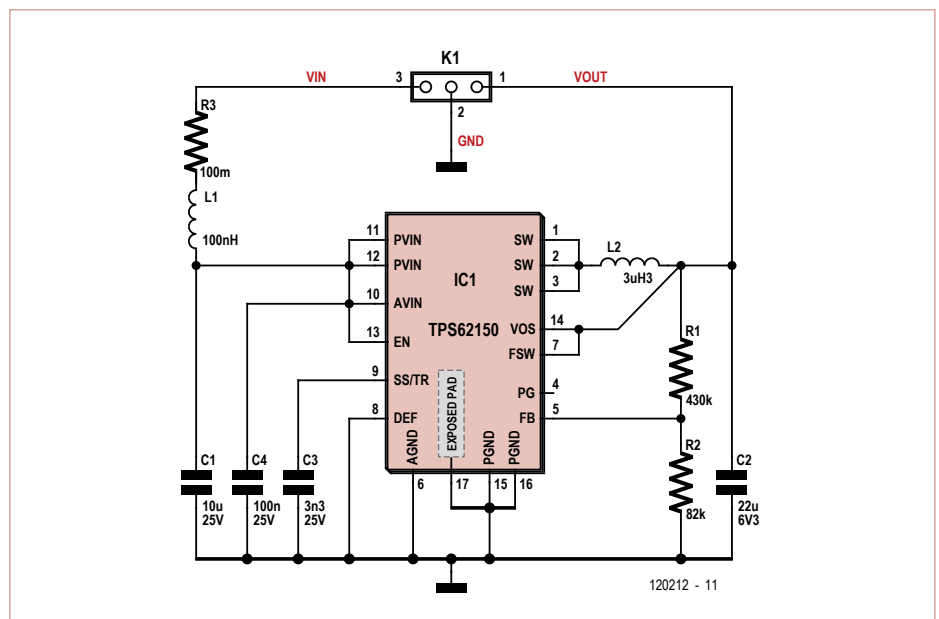 K1
VIN
3
1
VOUT
2
GND
R3
100m
L1
100nH
11
PVIN
12
PVIN
10
AVIN
13
EN
9
SS/TR
8
DEF
IC1
TPS62150
EXPOSED PAD
AGND
6
17
PGND
15
PGND
16
SW
1
SW
2
SW
3
VOS
14
FSW
7
PG
4
FB
5
L2
3uH3
R1
430k
R2
82k
C1
10u
25V
C4
100n
25V
C3
3n3
25V
C2
22u
6V3
120212 - 11